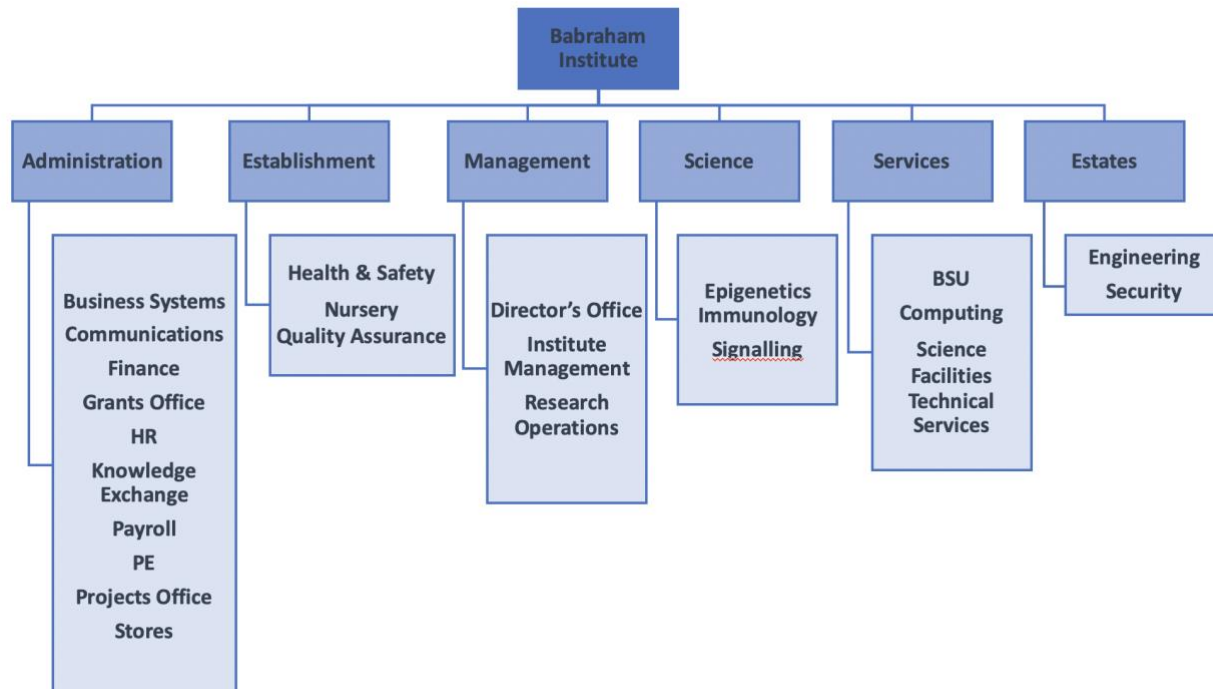 Babraham
Institute
Administration
Establishment
Management
Science
Services
Estates
Business Systems
Communications
Finance
Grants Office
HR
Knowledge
Exchange
Payroll
PE
Projects Office
Stores
Health & Safety
Nursery
Quality Assurance
Director’s Office
Institute
Management
Research
Operations
Epigenetics
Immunology
Signalling
BSU
Computing
Science
Facilities
Technical
Services
Engineering
Security